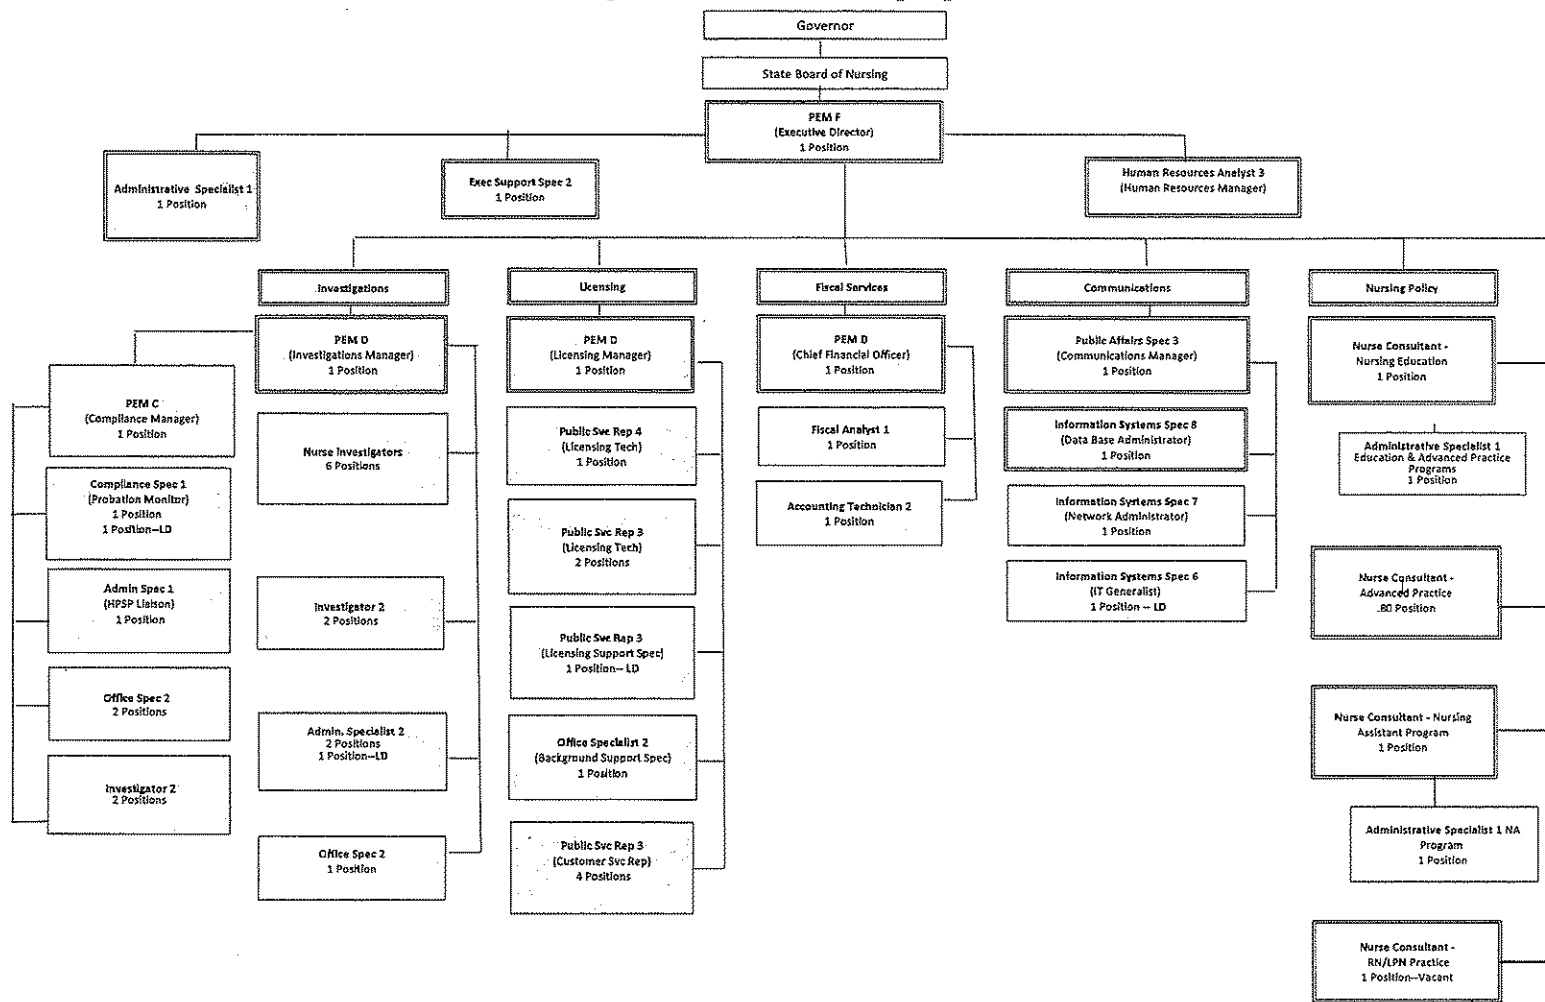 Governor
State Board of Nursing
PEM F
(Executive Director)
1 Position
Administrative Specialist 1
1 Position
Exec Support Spec 2
1 Position
Human Resources Analyst 3
(Human Resources Manager)
Investigations
Licensing
Fiscal Services
Communications
Nursing Policy
PEM C
(Compliance Manager)
1 Position
Compliance Spec 1
(Probation Monitor)
1 Position
1 Position--LD
Admin Spec 1
(HPSP Liaison)
1 Position
Office Spec 2
2 Positions
Investigator 2
2 Positions
PEM D
(Investigations Manager)
1 Position
Nurse Investigators
6 Positions
Investigator 2
2 Positions
Admin. Specialist 2
2 Positions
1 Position--LD
Office Spec 2
1 Position
PEM D
(Licensing Manager)
1 Position
Public Svc Rep 4
(Licensing Tech)
1 Position
Public Svc Rep 3
(Licensing Tech)
2 Positions
Public Svc Rep 3
(Licensing Support Spec)
1 Position-- LD
Office Specialist 2
(Background Support Spec)
1 Position
Public Svc Rep 3
(Customer Svc Rep)
4 Positions
PEM D
(Chief Financial Officer)
1 Position
Fiscal Analyst 1
1 Position
Accounting Technician 2
1 Position
Public Affairs Spec 3
(Communications Manager)
1 Position
Information Systems Spec 8
(Data Base Administrator)
1 Position
Information Systems Spec 7
(Network Administrator)
1 Position
Information Systems Spec 6
(IT Generalist)
1 Position -- LD
Nurse Consultant -
Nursing Education
1 Position
Administrative Specialist 1
Education & Advanced Practice
Programs
1 Position
Nurse Consultant -
Advanced Practice
.80 Position
Nurse Consultant - Nursing
Assistant Program
1 Position
Administrative Specialist 1 NA
Program
1 Position
Nurse Consultant -
RN/LPN Practice
1 Position--Vacant